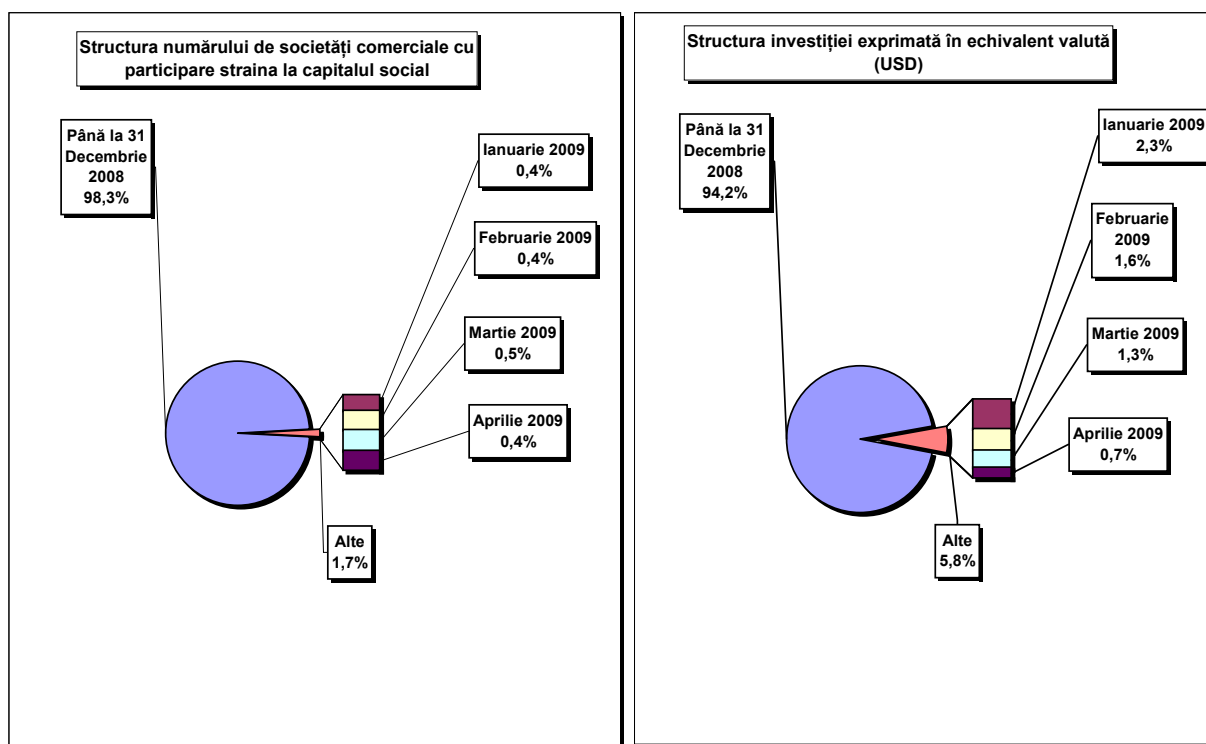 Structura numărului de societăți comerciale cu
participare straina la capitalul social
Până la 31
Decembrie
2008
98,3%
Ianuarie 2009
0,4%
Februarie 2009
0,4%
Martie 2009
0,5%
Aprilie 2009
0,4%
Alte
1,7%
Structura investiției exprimată în echivalent valută
(USD)
Până la 31
Decembrie
2008
94,2%
Ianuarie 2009
2,3%
Februarie
2009
1,6%
Martie 2009
1,3%
Aprilie 2009
0,7%
Alte
5,8%